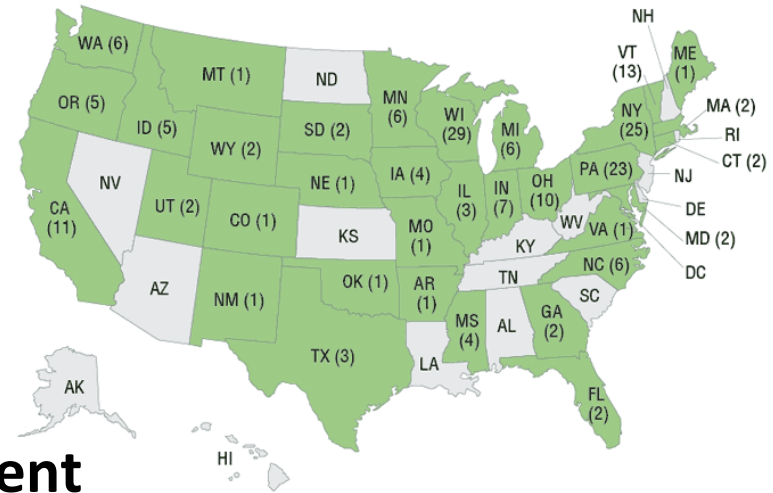 NH
WA (6)
VT
(13)
ME
(1)
MT (1)
ND
MN
(6)
OR (5)
ID (5)
SD (2)
WI
(29)
MI
(6)
NY
(25)
MA (2)
RI
CT (2)
WY (2)
NV
NE (1)
IA (4)
PA (23)
NJ
IL
(3)
IN
(7)
OH
(10)
CA
(11)
UT (2)
CO (1)
KS
MO
(1)
WV
VA (1)
DE
MD (2)
DC
KY
AZ
NM (1)
OK (1)
AR
(1)
TN
NC (6)
SC
MS
(4)
AL
GA
(2)
TX (3)
LA
AK
FL
(2)
HI
ent